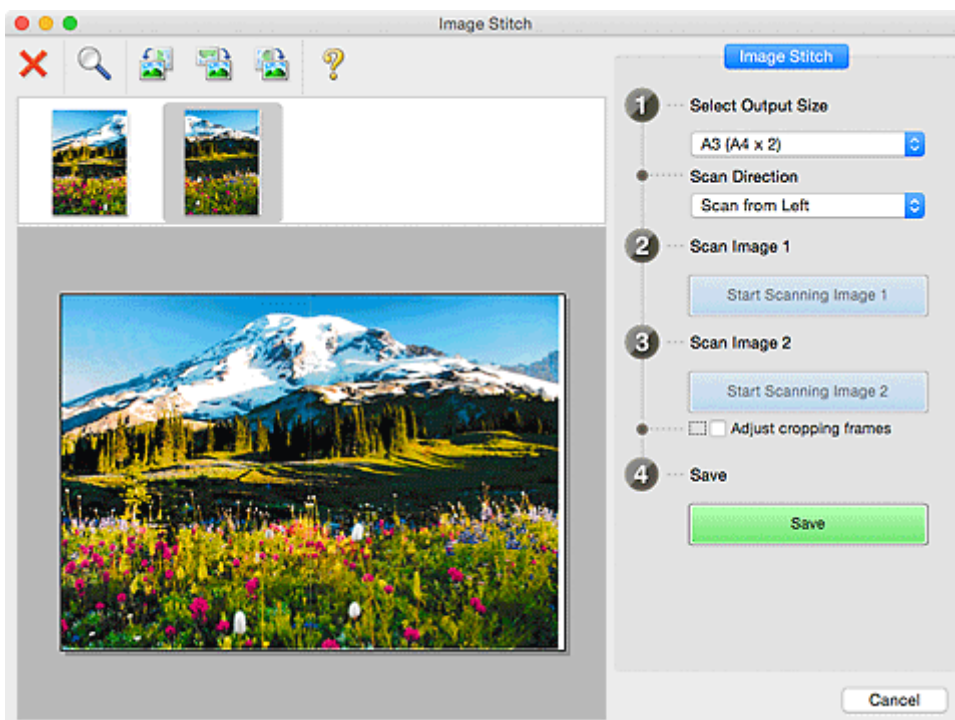 Image Stitch
Image Stitch
1 Select Output Size
A3 (A4 x 2)
Scan Direction
Scan from Left
2 Scan Image 1
Start Scanning Image 1
3 Scan Image 2
Start Scanning Image 2
Adjust cropping frames
4 Save
Save
Cancel